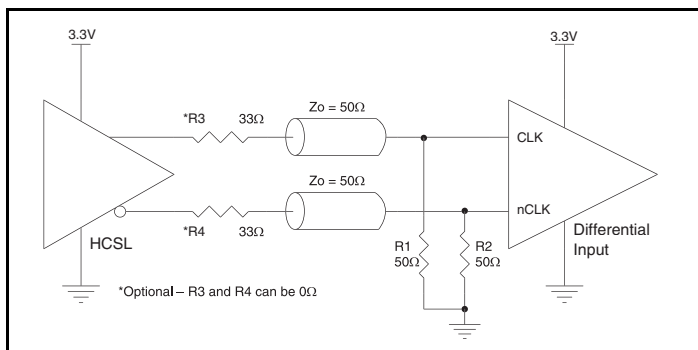 3.3V
3.3V
*R3 33Ω
Zo = 50Ω
CLK
Zo = 50Ω
nCLK
*R4 33Ω
HCSL
R1
50Ω
R2
50Ω
Differential
Input
*Optional – R3 and R4 can be 0Ω